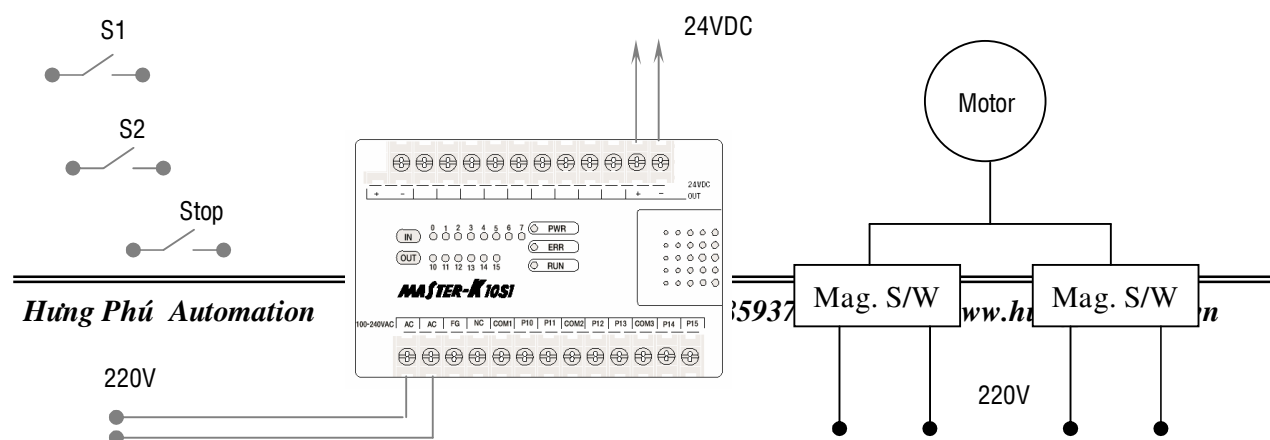 S1
24VDC
S2
Motor
Stop
+ - + - 24VDC OUT
IN 0 1 2 3 4 5 6 7 PWR
ERR
OUT 10 11 12 13 14 15 RUN
MASTER-K 10S1
Mag. S/W Mag. S/W
Hưng Phú Automation
100-240VAC AC AC FG NC COM1 P10 P11 COM2 P12 P13 COM3 P14 P15
220V
220V